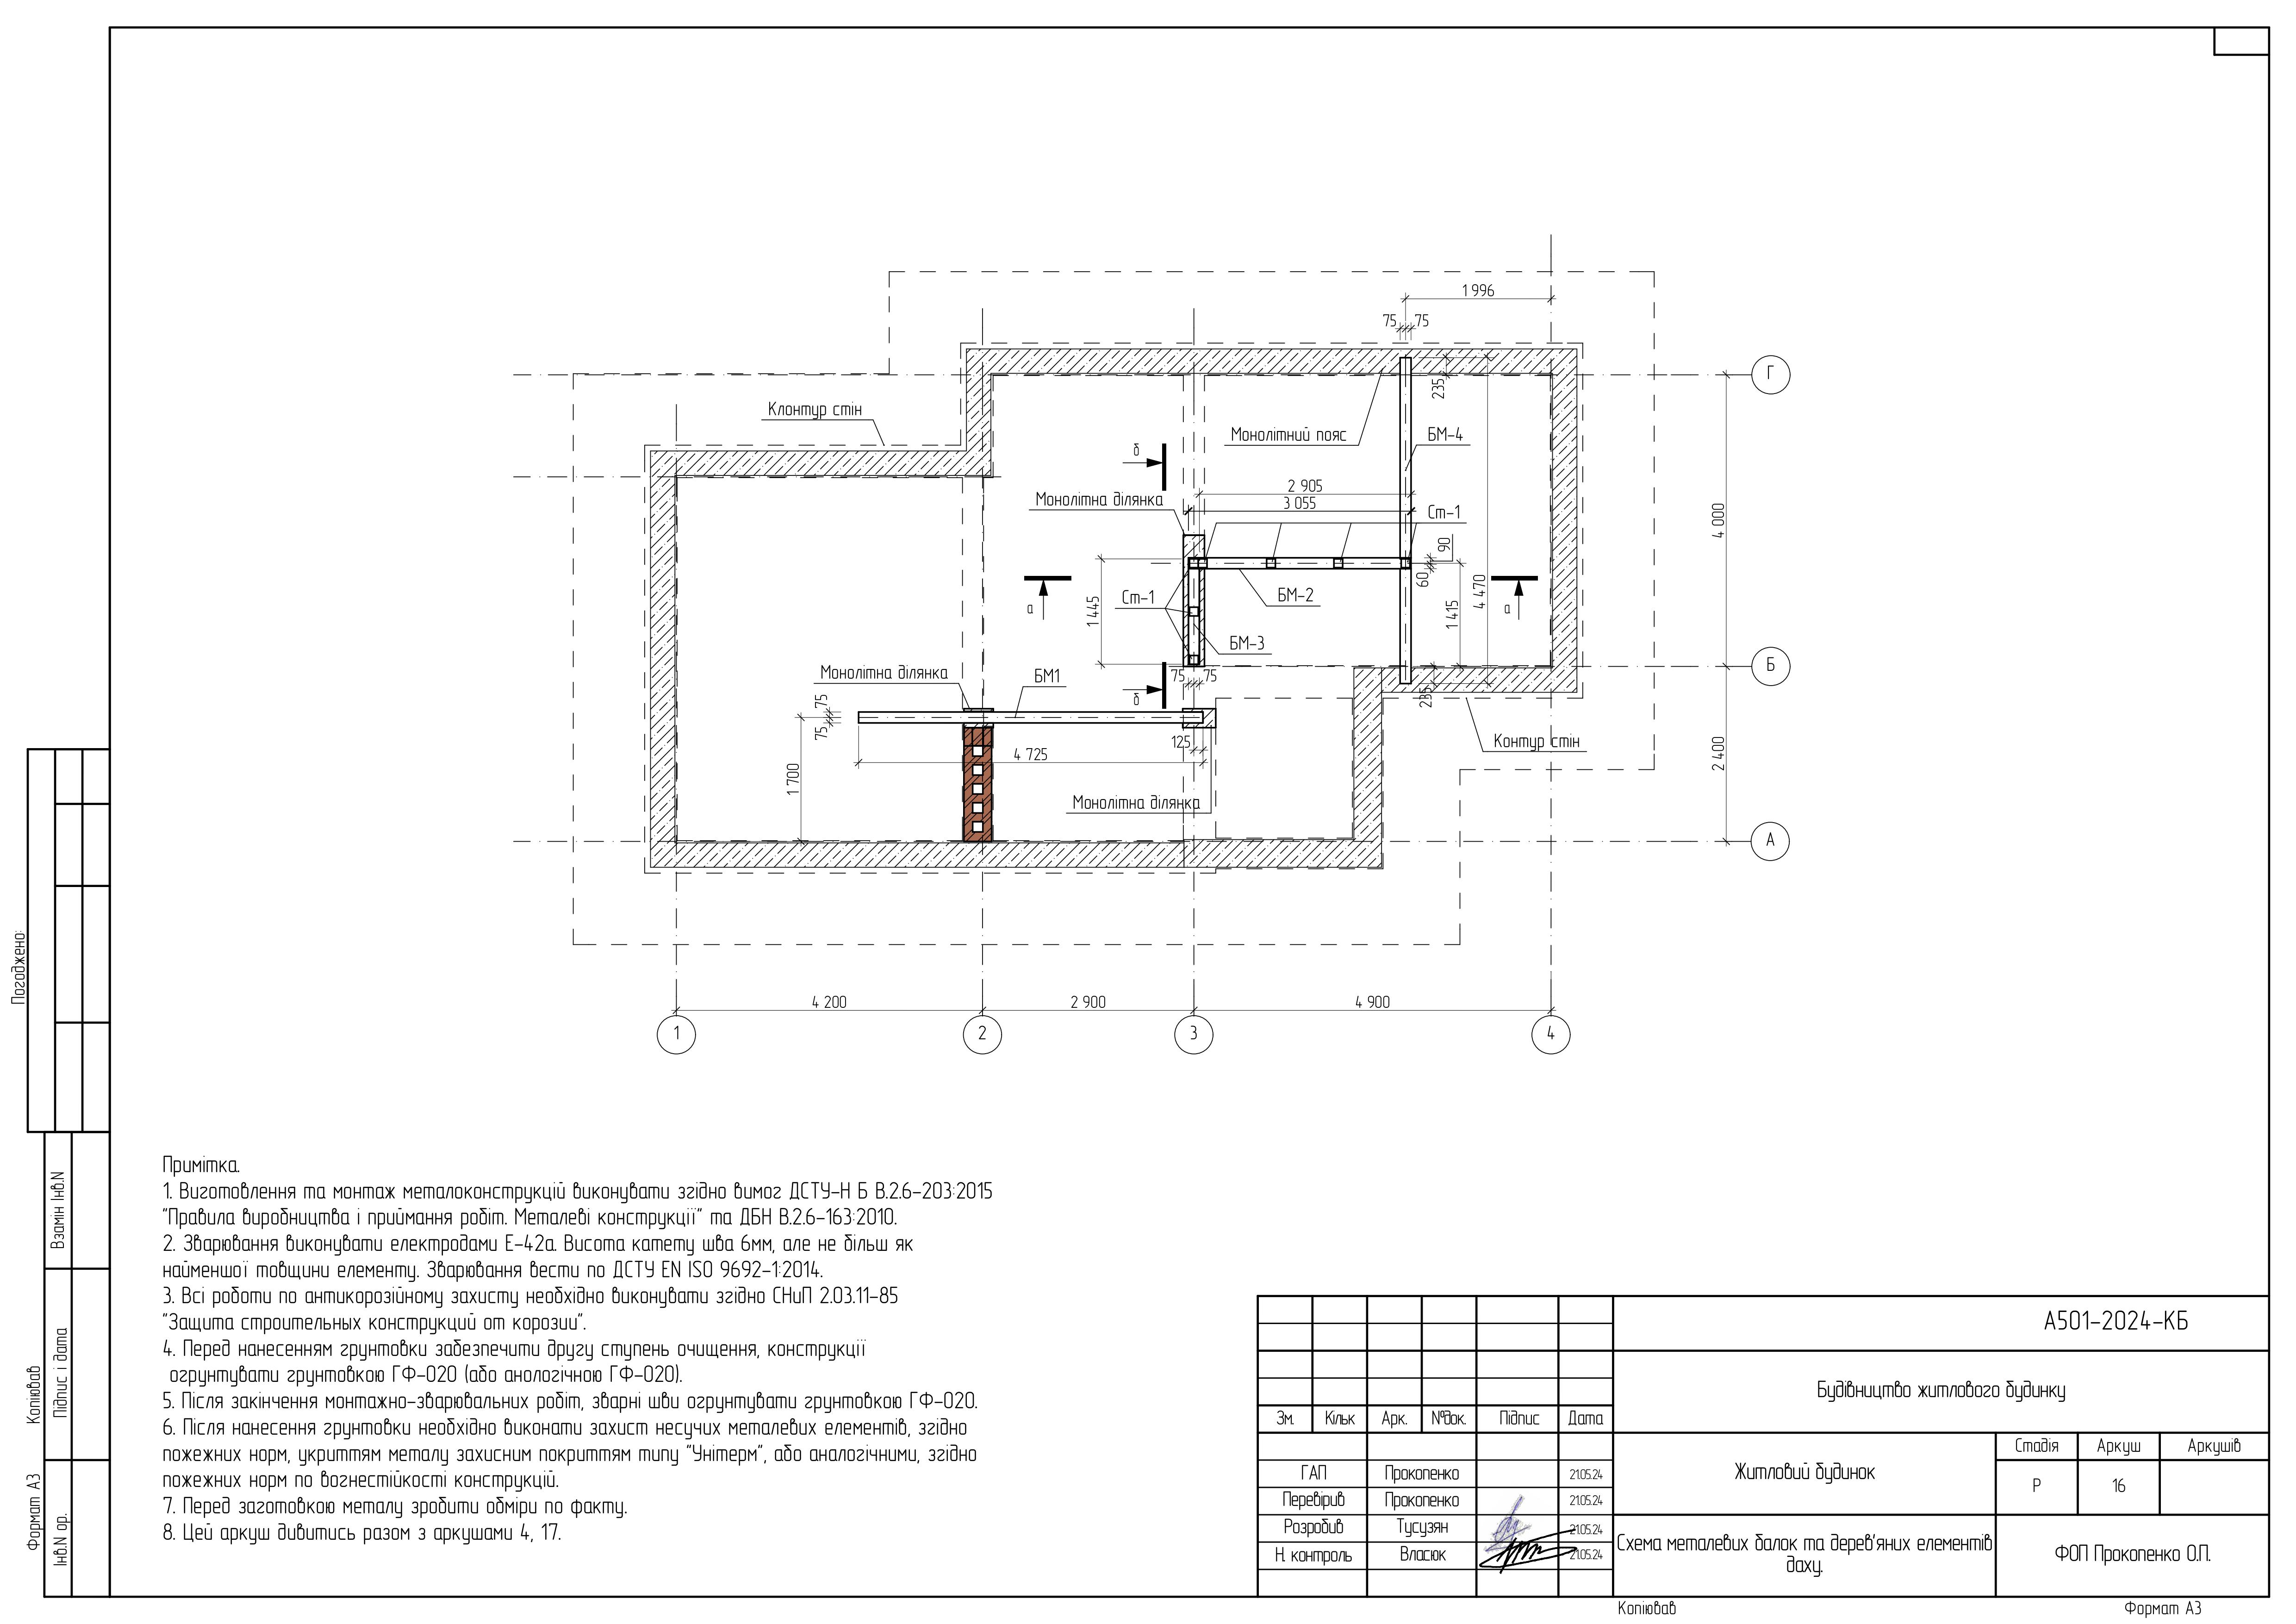 1 996
75
75
Г
235
Клонтур стін
Монолітний пояс
БМ-4
б
2 905
Монолітна ділянка
3 055
Ст-1
4 000
90
60
4 470
а
Ст-1
БМ-2
а
1 445
1 415
БМ-3
Б
Монолітна ділянка
БМ1
75
75
75
75
б
235
125
4 725
Контур стін
2 400
1 700
Монолітна ділянка
А
4 200
2 900
4 900
1
2
3
4
Погоджено:
Взамін Інв.N
Підпис і дата
Інв.N ор.
Копіював
Формат А3
Примітка.
1. Виготовлення та монтаж металоконструкцій виконувати згідно вимог ДСТУ-Н Б В.2.6-203:2015
"Правила виробництва і приймання робіт. Металеві конструкції" та ДБН В.2.6-163:2010.
2. Зварювання виконувати електродами Е-42а. Висота катету шва 6мм, але не більш як
найменшої товщини елементу. Зварювання вести по ДСТУ EN ISO 9692-1:2014.
3. Всі роботи по антикорозійному захисту необхідно виконувати згідно СНиП 2.03.11-85
"Защита строительных конструкций от корозии".
4. Перед нанесенням грунтовки забезпечити другу ступень очищення, конструкції
огрунтувати грунтовкою ГФ-020 (або анологічною ГФ-020).
5. Після закінчення монтажно-зварювальних робіт, зварні шви огрунтувати грунтовкою ГФ-020.
6. Після нанесення грунтовки необхідно виконати захист несучих металевих елементів, згідно
пожежних норм, укриттям металу захисним покриттям типу "Унітерм", або аналогічними, згідно
пожежних норм по вогнестійкості конструкцій.
7. Перед заготовкою металу зробити обміри по факту.
8. Цей аркуш дивитись разом з аркушами 4, 17.
А501-2024-КБ
Будівництво житлового будинку
Зм. Кільк Арк. №док. Підпис Дата
Житловий будинок
Стадія Аркуш Аркушів
Р 16
ГАП Прокопенко 21.05.24
Перевірив Прокопенко 21.05.24
Розробив Тусузян 21.05.24
Н. контроль Власюк 21.05.24
Схема металевих балок та дерев'яних елементів
даху.
ФОП Прокопенко О.П.
Копіював
Формат А3